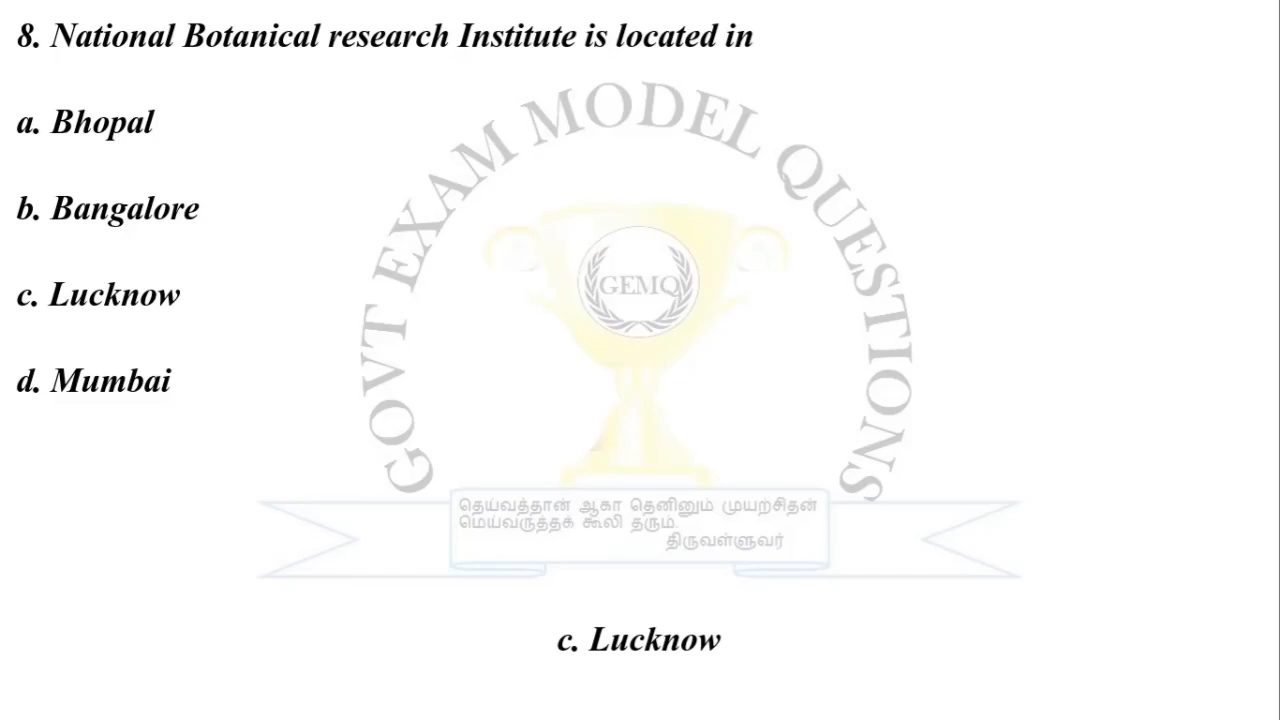 8. National Botanical research Institute is located in
a. Bhopal
b. Bangalore
c. Lucknow
d. Mumbai
GOVT EXAM MODEL QUESTIONS
GEMQ
தெய்வத்தான் ஆகா தெனினும் முயற்சிதன்
மெய்வருத்தக் கூலி தரும்.
திருவள்ளுவர்
c. Lucknow